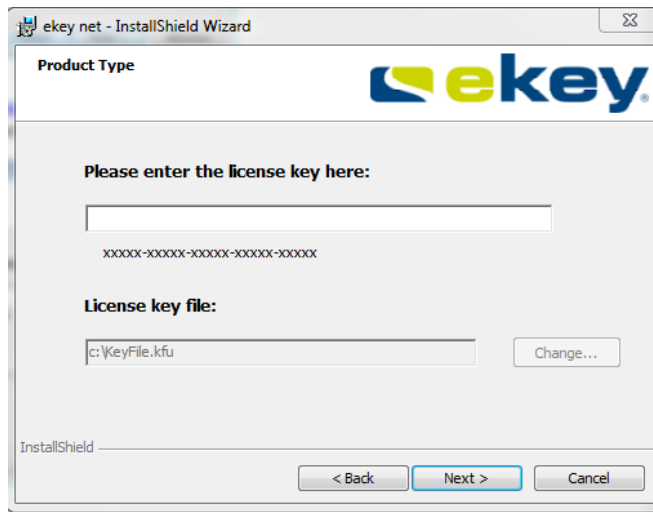 ekey net - InstallShield Wizard
Product Type
ekey®
Please enter the license key here:
xxxxx-xxxxx-xxxxx-xxxxx-xxxxx
License key file:
c:\KeyFile.kfu
Change...
InstallShield
< Back Next > Cancel